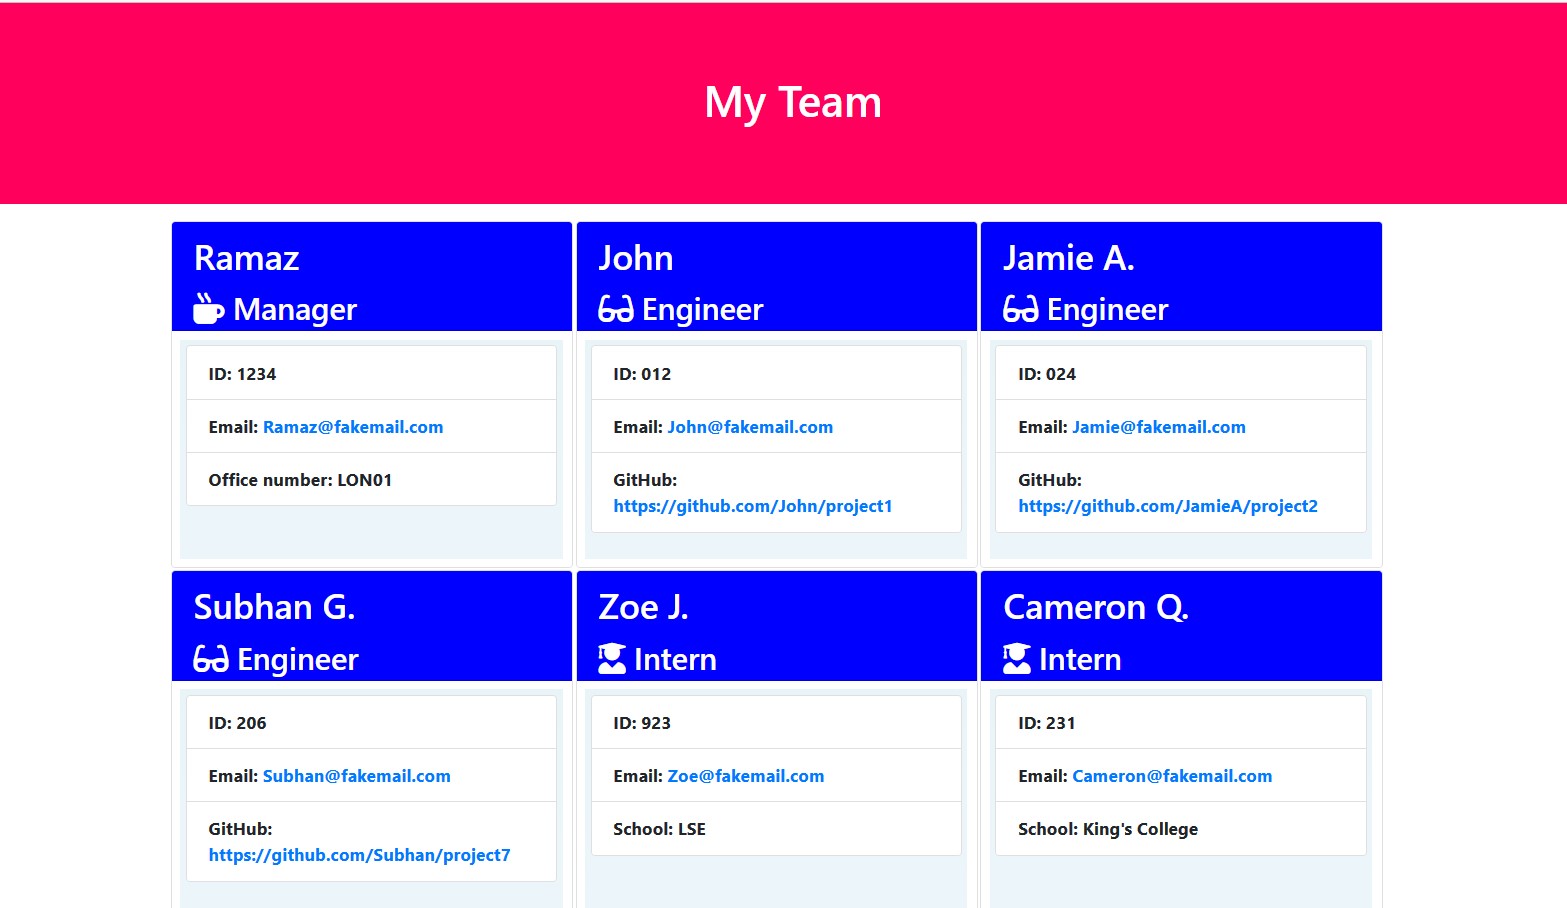 My Team
Ramaz
Manager
ID: 1234
Email: Ramaz@fakemail.com
Office number: LON01
John
Engineer
ID: 012
Email: John@fakemail.com
GitHub:
https://github.com/John/project1
Jamie A.
Engineer
ID: 024
Email: Jamie@fakemail.com
GitHub:
https://github.com/JamieA/project2
Subhan G.
Engineer
ID: 206
Email: Subhan@fakemail.com
GitHub:
https://github.com/Subhan/project7
Zoe J.
Intern
ID: 923
Email: Zoe@fakemail.com
School: LSE
Cameron Q.
Intern
ID: 231
Email: Cameron@fakemail.com
School: King's College